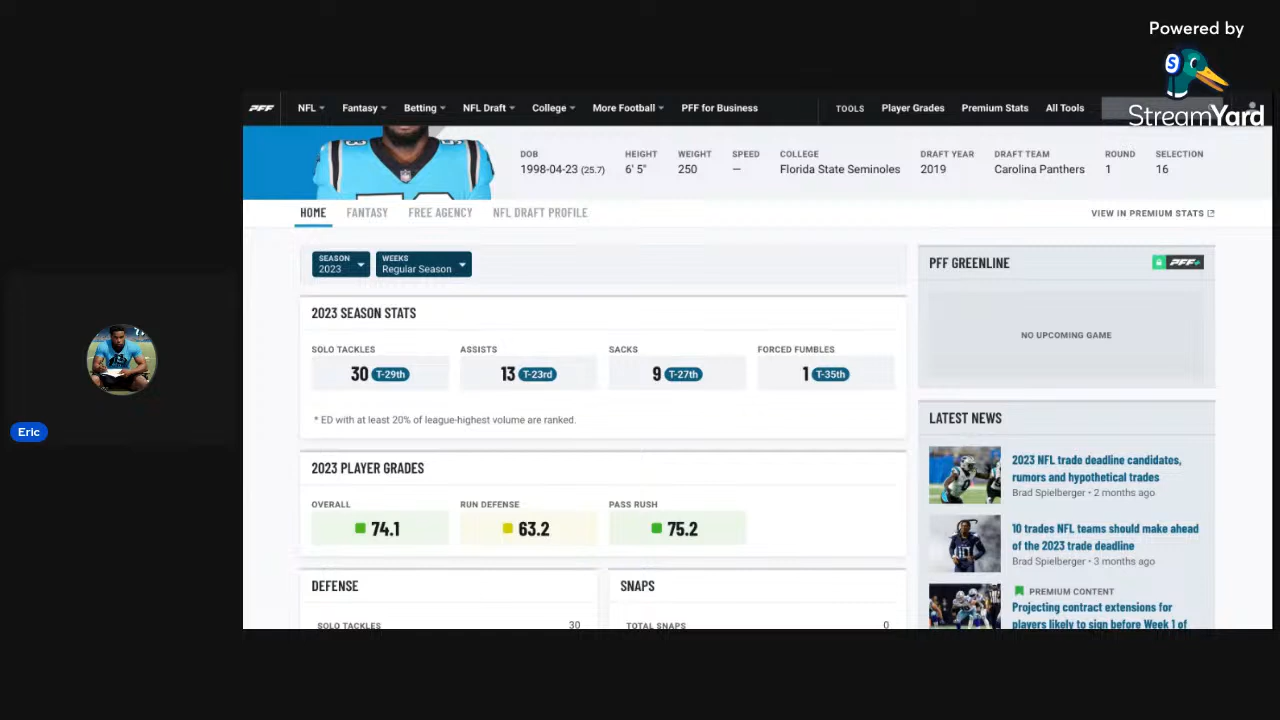 Powered by
StreamYard
PFF NFL Fantasy Betting NFL Draft College More Football PFF for Business TOOLS Player Grades Premium Stats All Tools
DOB HEIGHT WEIGHT SPEED COLLEGE DRAFT YEAR DRAFT TEAM ROUND SELECTION
1998-04-23 (25.7) 6' 5" 250 — Florida State Seminoles 2019 Carolina Panthers 1 16
HOME FANTASY FREE AGENCY NFL DRAFT PROFILE VIEW IN PREMIUM STATS
SEASON WEEKS
2023 Regular Season
2023 SEASON STATS
SOLO TACKLES ASSISTS SACKS FORCED FUMBLES
30 T-29th 13 T-23rd 9 T-27th 1 T-35th
* ED with at least 20% of league-highest volume are ranked.
2023 PLAYER GRADES
OVERALL RUN DEFENSE PASS RUSH
74.1 63.2 75.2
DEFENSE SNAPS
SOLO TACKLES 30 TOTAL SNAPS 0
PFF GREENLINE PFF+
NO UPCOMING GAME
LATEST NEWS
2023 NFL trade deadline candidates,
rumors and hypothetical trades
Brad Spielberger • 2 months ago
10 trades NFL teams should make ahead
of the 2023 trade deadline
Brad Spielberger • 3 months ago
PREMIUM CONTENT
Projecting contract extensions for
players likely to sign before Week 1 of
Eric